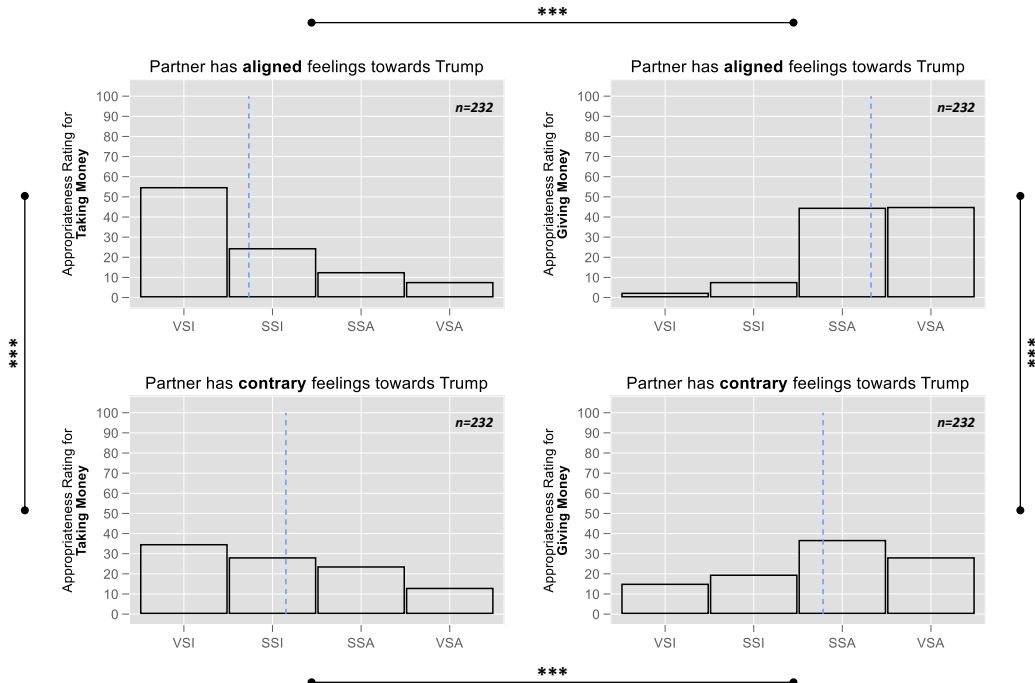 ***
Partner has aligned feelings towards Trump
n=232
Appropriateness Rating for
Taking Money
100
90
80
70
60
50
40
30
20
10
0
VSI SSI SSA VSA
Partner has aligned feelings towards Trump
n=232
Appropriateness Rating for
Giving Money
100
90
80
70
60
50
40
30
20
10
0
VSI SSI SSA VSA
***
***
Partner has contrary feelings towards Trump
n=232
Appropriateness Rating for
Taking Money
100
90
80
70
60
50
40
30
20
10
0
VSI SSI SSA VSA
Partner has contrary feelings towards Trump
n=232
Appropriateness Rating for
Giving Money
100
90
80
70
60
50
40
30
20
10
0
VSI SSI SSA VSA
***